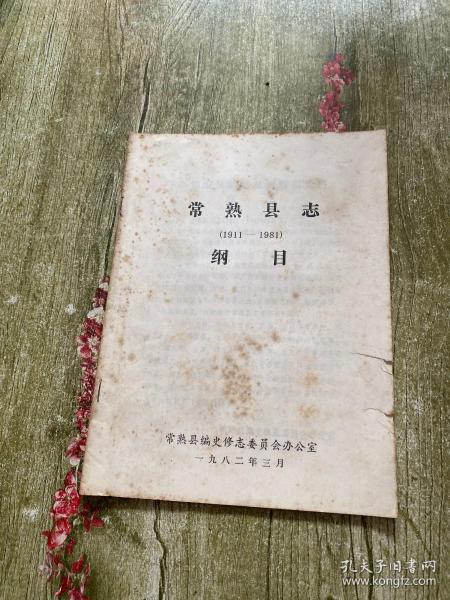 常熟县志
(1911—1981)
纲目
常熟县编史修志委员会办公室
一九八二年三月
孔夫子旧书网
www.kongfz.com